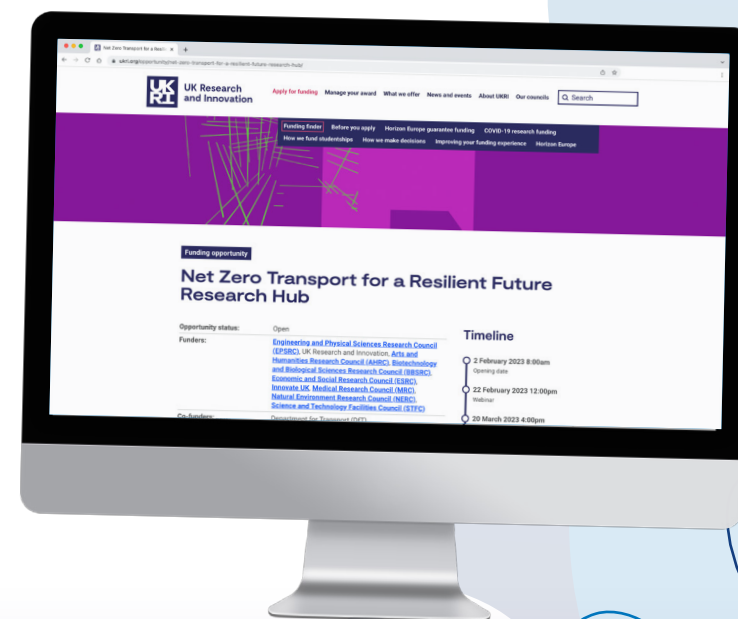 Net Zero Transport for a Resili
ukri.org/opportunity/net-zero-transport-for-a-resilient-future-research-hub/
UK
RI
UK Research
and Innovation
Apply for funding Manage your award What we offer News and events About UKRI Our councils
Search
Funding finder Before you apply Horizon Europe guarantee funding COVID-19 research funding
How we fund studentships How we make decisions Improving your funding experience Horizon Europe
Funding opportunity
Net Zero Transport for a Resilient Future
Research Hub
Opportunity status: Open
Funders: Engineering and Physical Sciences Research Council
(EPSRC), UK Research and Innovation, Arts and
Humanities Research Council (AHRC), Biotechnology
and Biological Sciences Research Council (BBSRC),
Economic and Social Research Council (ESRC),
Innovate UK, Medical Research Council (MRC),
Natural Environment Research Council (NERC),
Science and Technology Facilities Council (STFC)
Co-funders: Department for Transport (DFT)
Timeline
2 February 2023 8:00am
Opening date
22 February 2023 12:00pm
Webinar
20 March 2023 4:00pm